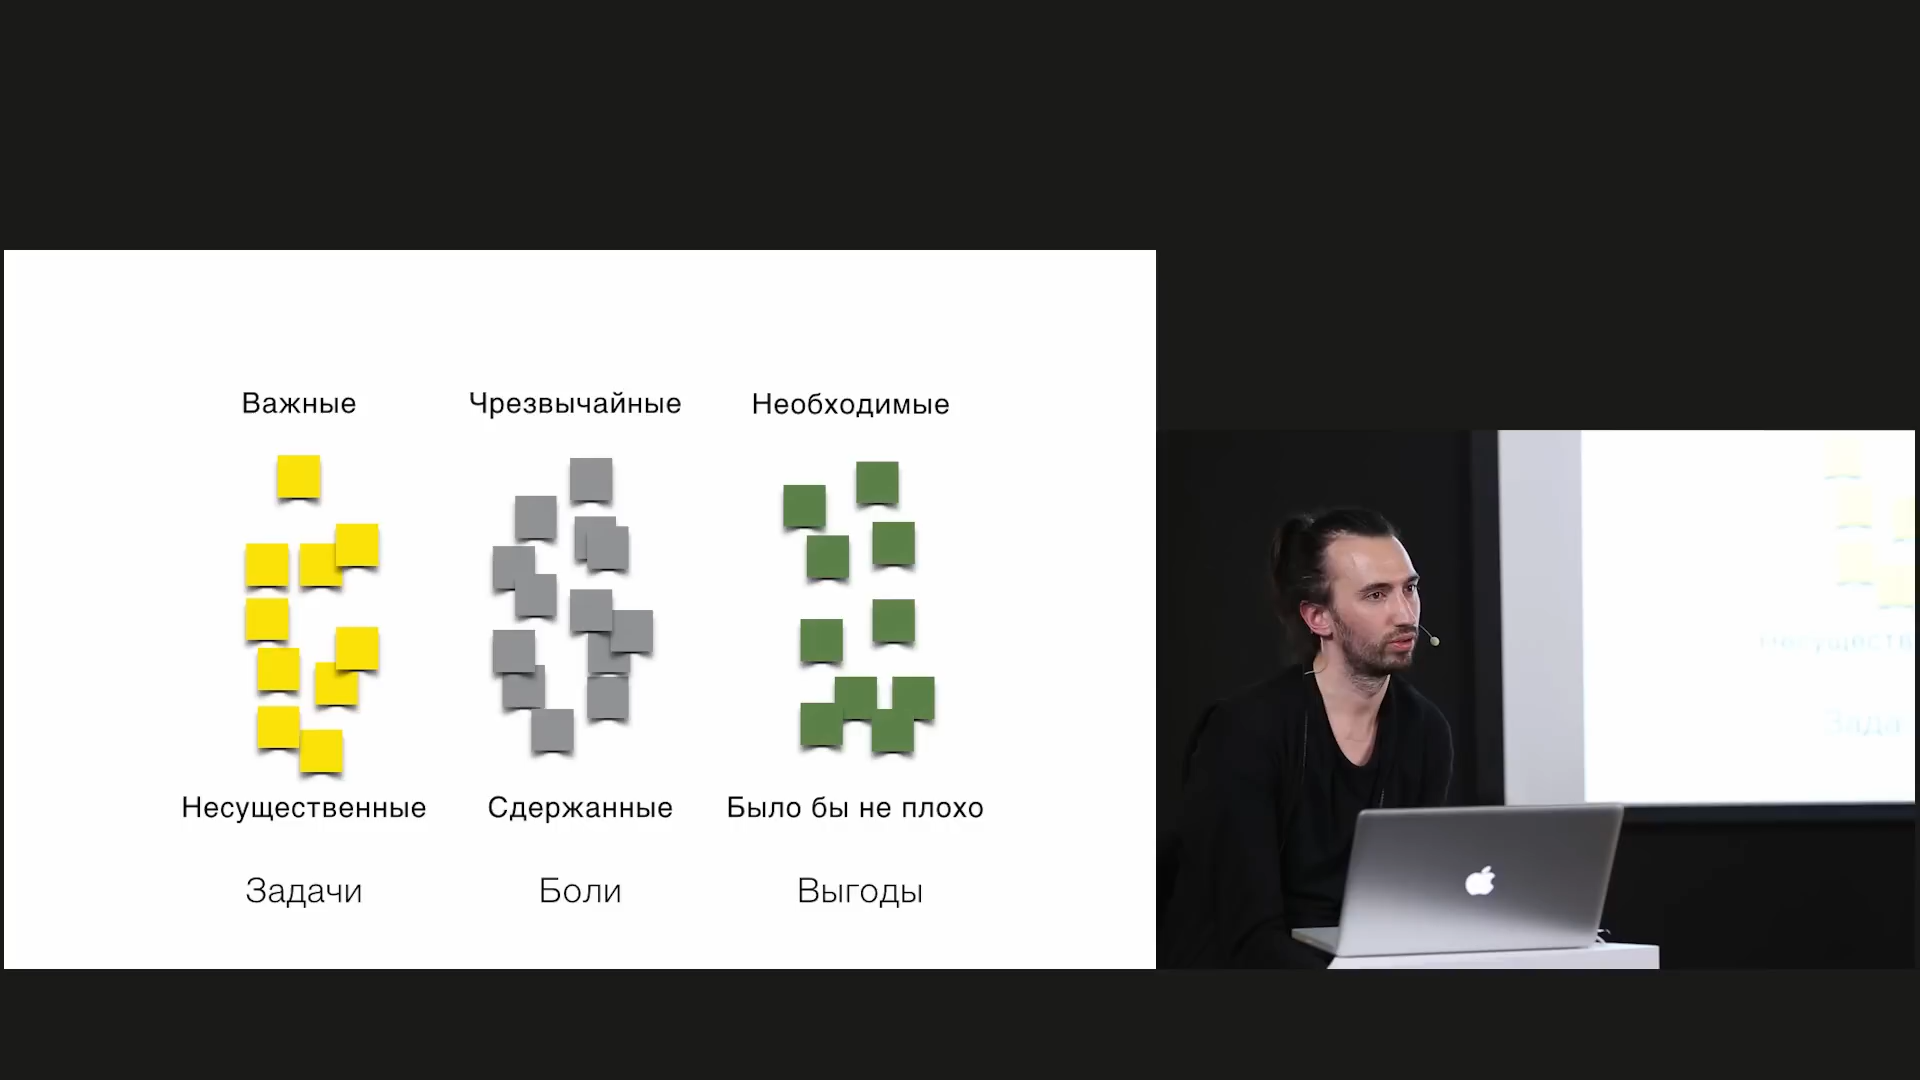 Важные
Чрезвычайные
Необходимые
Несущественные
Сдержанные
Было бы не плохо
Задачи
Боли
Выгоды